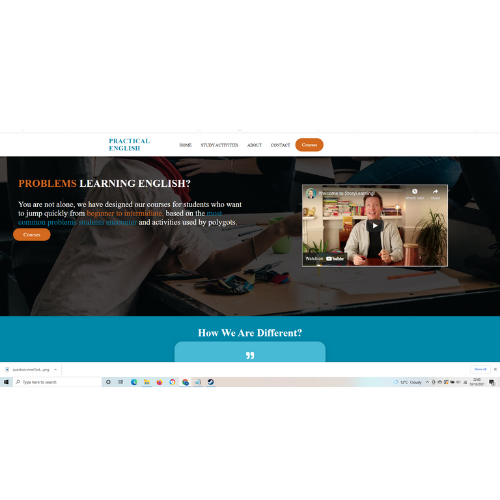 PRACTICAL
ENGLISH
HOME STUDY ACTIVITIES ABOUT CONTACT Courses
PROBLEMS LEARNING ENGLISH?
You are not alone, we have designed our courses for students who want
to jump quickly from beginner to intermediate, based on the most
common problems students encounter and activities used by polygots.
Courses
Welcome to StoryLearning!
Watch later Share
Watch on YouTube
How We Are Different?
Show all
Type here to search
12°C Cloudy